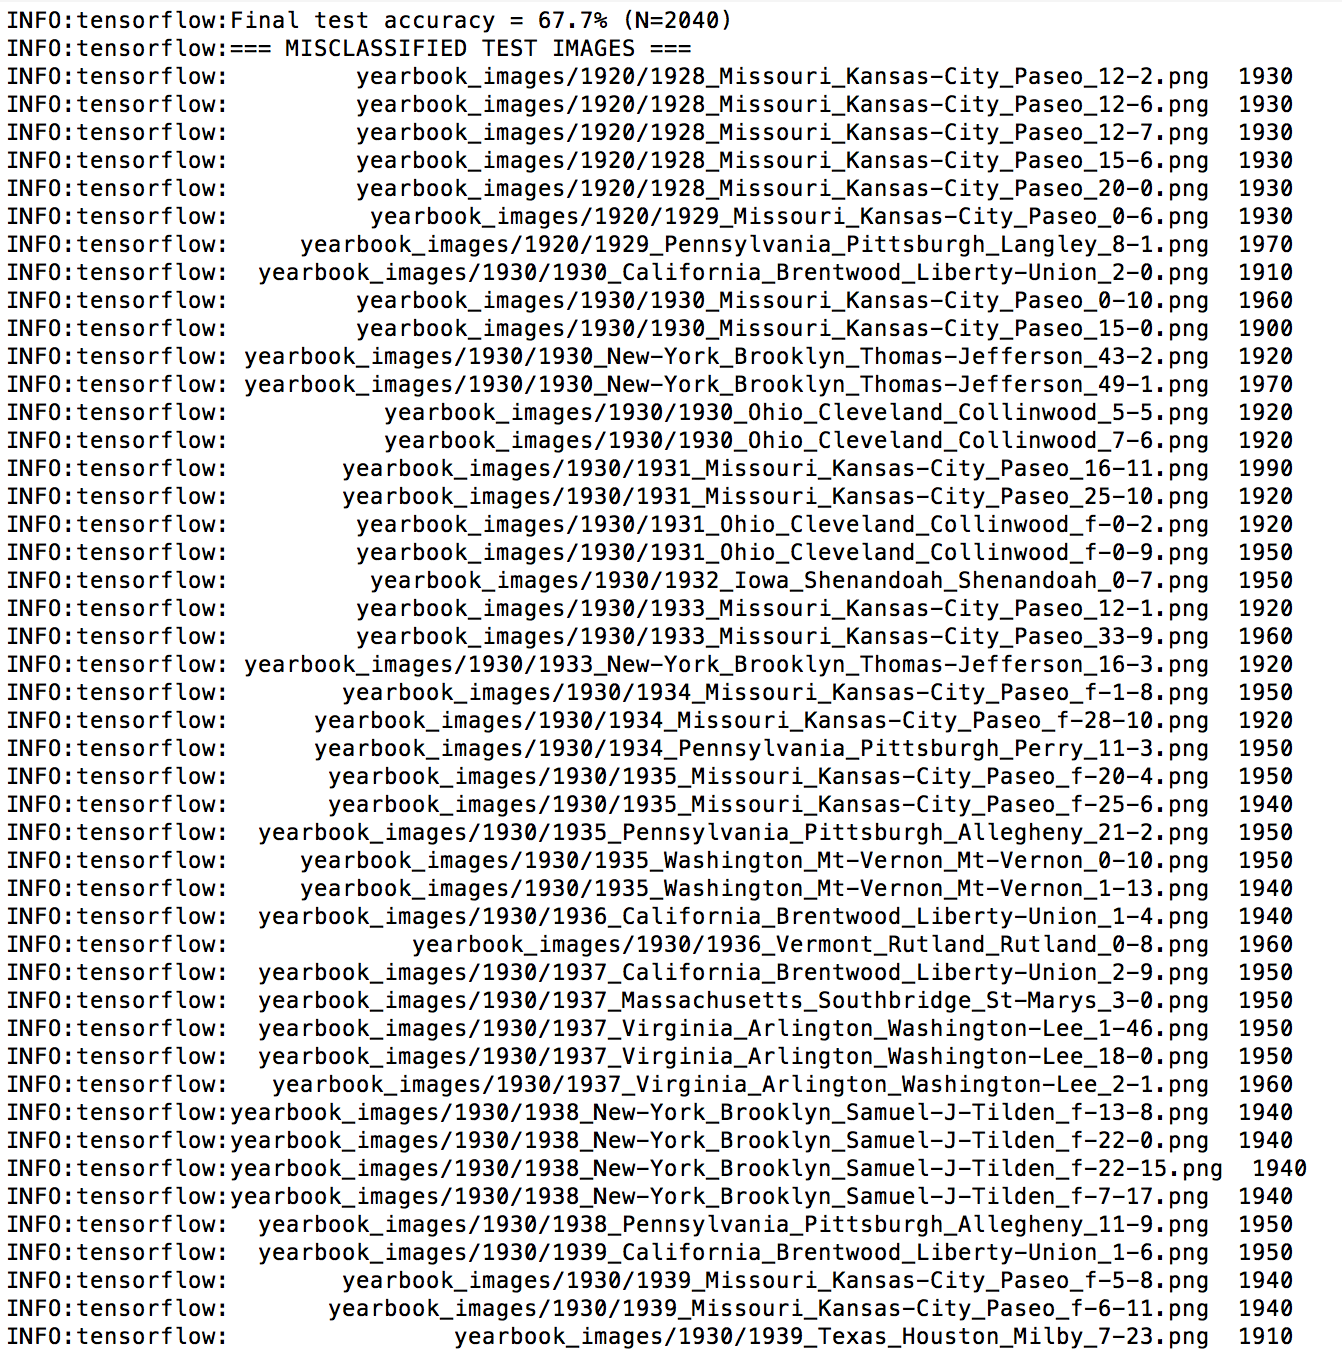 INFO:tensorflow:Final test accuracy = 67.7% (N=2040)
INFO:tensorflow:=== MISCLASSIFIED TEST IMAGES ===
INFO:tensorflow: yearbook_images/1920/1928_Missouri_Kansas-City_Paseo_12-2.png 1930
INFO:tensorflow: yearbook_images/1920/1928_Missouri_Kansas-City_Paseo_12-6.png 1930
INFO:tensorflow: yearbook_images/1920/1928_Missouri_Kansas-City_Paseo_12-7.png 1930
INFO:tensorflow: yearbook_images/1920/1928_Missouri_Kansas-City_Paseo_15-6.png 1930
INFO:tensorflow: yearbook_images/1920/1928_Missouri_Kansas-City_Paseo_20-0.png 1930
INFO:tensorflow: yearbook_images/1920/1929_Missouri_Kansas-City_Paseo_0-6.png 1930
INFO:tensorflow: yearbook_images/1920/1929_Pennsylvania_Pittsburgh_Langley_8-1.png 1970
INFO:tensorflow: yearbook_images/1930/1930_California_Brentwood_Liberty-Union_2-0.png 1910
INFO:tensorflow: yearbook_images/1930/1930_Missouri_Kansas-City_Paseo_0-10.png 1960
INFO:tensorflow: yearbook_images/1930/1930_Missouri_Kansas-City_Paseo_15-0.png 1900
INFO:tensorflow: yearbook_images/1930/1930_New-York_Brooklyn_Thomas-Jefferson_43-2.png 1920
INFO:tensorflow: yearbook_images/1930/1930_New-York_Brooklyn_Thomas-Jefferson_49-1.png 1970
INFO:tensorflow: yearbook_images/1930/1930_Ohio_Cleveland_Collinwood_5-5.png 1920
INFO:tensorflow: yearbook_images/1930/1930_Ohio_Cleveland_Collinwood_7-6.png 1920
INFO:tensorflow: yearbook_images/1930/1931_Missouri_Kansas-City_Paseo_16-11.png 1990
INFO:tensorflow: yearbook_images/1930/1931_Missouri_Kansas-City_Paseo_25-10.png 1920
INFO:tensorflow: yearbook_images/1930/1931_Ohio_Cleveland_Collinwood_f-0-2.png 1920
INFO:tensorflow: yearbook_images/1930/1931_Ohio_Cleveland_Collinwood_f-0-9.png 1950
INFO:tensorflow: yearbook_images/1930/1932_Iowa_Shenandoah_Shenandoah_0-7.png 1950
INFO:tensorflow: yearbook_images/1930/1933_Missouri_Kansas-City_Paseo_12-1.png 1920
INFO:tensorflow: yearbook_images/1930/1933_Missouri_Kansas-City_Paseo_33-9.png 1960
INFO:tensorflow: yearbook_images/1930/1933_New-York_Brooklyn_Thomas-Jefferson_16-3.png 1920
INFO:tensorflow: yearbook_images/1930/1934_Missouri_Kansas-City_Paseo_f-1-8.png 1950
INFO:tensorflow: yearbook_images/1930/1934_Missouri_Kansas-City_Paseo_f-28-10.png 1920
INFO:tensorflow: yearbook_images/1930/1934_Pennsylvania_Pittsburgh_Perry_11-3.png 1950
INFO:tensorflow: yearbook_images/1930/1935_Missouri_Kansas-City_Paseo_f-20-4.png 1950
INFO:tensorflow: yearbook_images/1930/1935_Missouri_Kansas-City_Paseo_f-25-6.png 1940
INFO:tensorflow: yearbook_images/1930/1935_Pennsylvania_Pittsburgh_Allegheny_21-2.png 1950
INFO:tensorflow: yearbook_images/1930/1935_Washington_Mt-Vernon_Mt-Vernon_0-10.png 1950
INFO:tensorflow: yearbook_images/1930/1935_Washington_Mt-Vernon_Mt-Vernon_1-13.png 1940
INFO:tensorflow: yearbook_images/1930/1936_California_Brentwood_Liberty-Union_1-4.png 1940
INFO:tensorflow: yearbook_images/1930/1936_Vermont_Rutland_Rutland_0-8.png 1960
INFO:tensorflow: yearbook_images/1930/1937_California_Brentwood_Liberty-Union_2-9.png 1950
INFO:tensorflow: yearbook_images/1930/1937_Massachusetts_Southbridge_St-Marys_3-0.png 1950
INFO:tensorflow: yearbook_images/1930/1937_Virginia_Arlington_Washington-Lee_1-46.png 1950
INFO:tensorflow: yearbook_images/1930/1937_Virginia_Arlington_Washington-Lee_18-0.png 1950
INFO:tensorflow: yearbook_images/1930/1937_Virginia_Arlington_Washington-Lee_2-1.png 1960
INFO:tensorflow:yearbook_images/1930/1938_New-York_Brooklyn_Samuel-J-Tilden_f-13-8.png 1940
INFO:tensorflow:yearbook_images/1930/1938_New-York_Brooklyn_Samuel-J-Tilden_f-22-0.png 1940
INFO:tensorflow:yearbook_images/1930/1938_New-York_Brooklyn_Samuel-J-Tilden_f-22-15.png 1940
INFO:tensorflow:yearbook_images/1930/1938_New-York_Brooklyn_Samuel-J-Tilden_f-7-17.png 1940
INFO:tensorflow: yearbook_images/1930/1938_Pennsylvania_Pittsburgh_Allegheny_11-9.png 1950
INFO:tensorflow: yearbook_images/1930/1939_California_Brentwood_Liberty-Union_1-6.png 1950
INFO:tensorflow: yearbook_images/1930/1939_Missouri_Kansas-City_Paseo_f-5-8.png 1940
INFO:tensorflow: yearbook_images/1930/1939_Missouri_Kansas-City_Paseo_f-6-11.png 1940
INFO:tensorflow: yearbook_images/1930/1939_Texas_Houston_Milby_7-23.png 1910